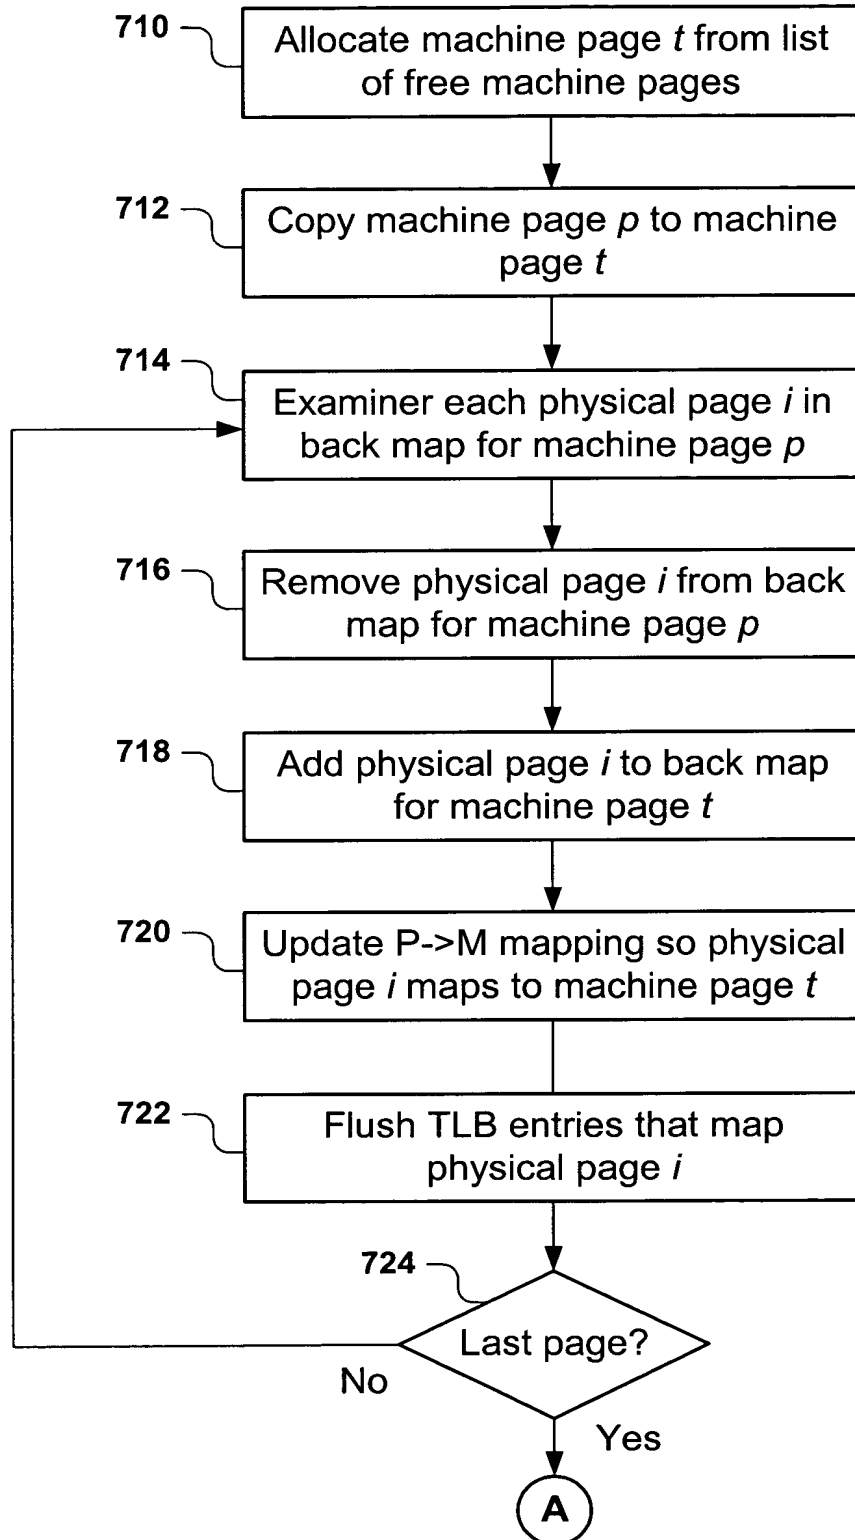 710
Allocate machine page t from list
of free machine pages
712
Copy machine page p to machine
page t
714
Examiner each physical page i in
back map for machine page p
716
Remove physical page i from back
map for machine page p
718
Add physical page i to back map
for machine page t
720
Update P->M mapping so physical
page i maps to machine page t
722
Flush TLB entries that map
physical page i
724
Last page?
No
Yes
A